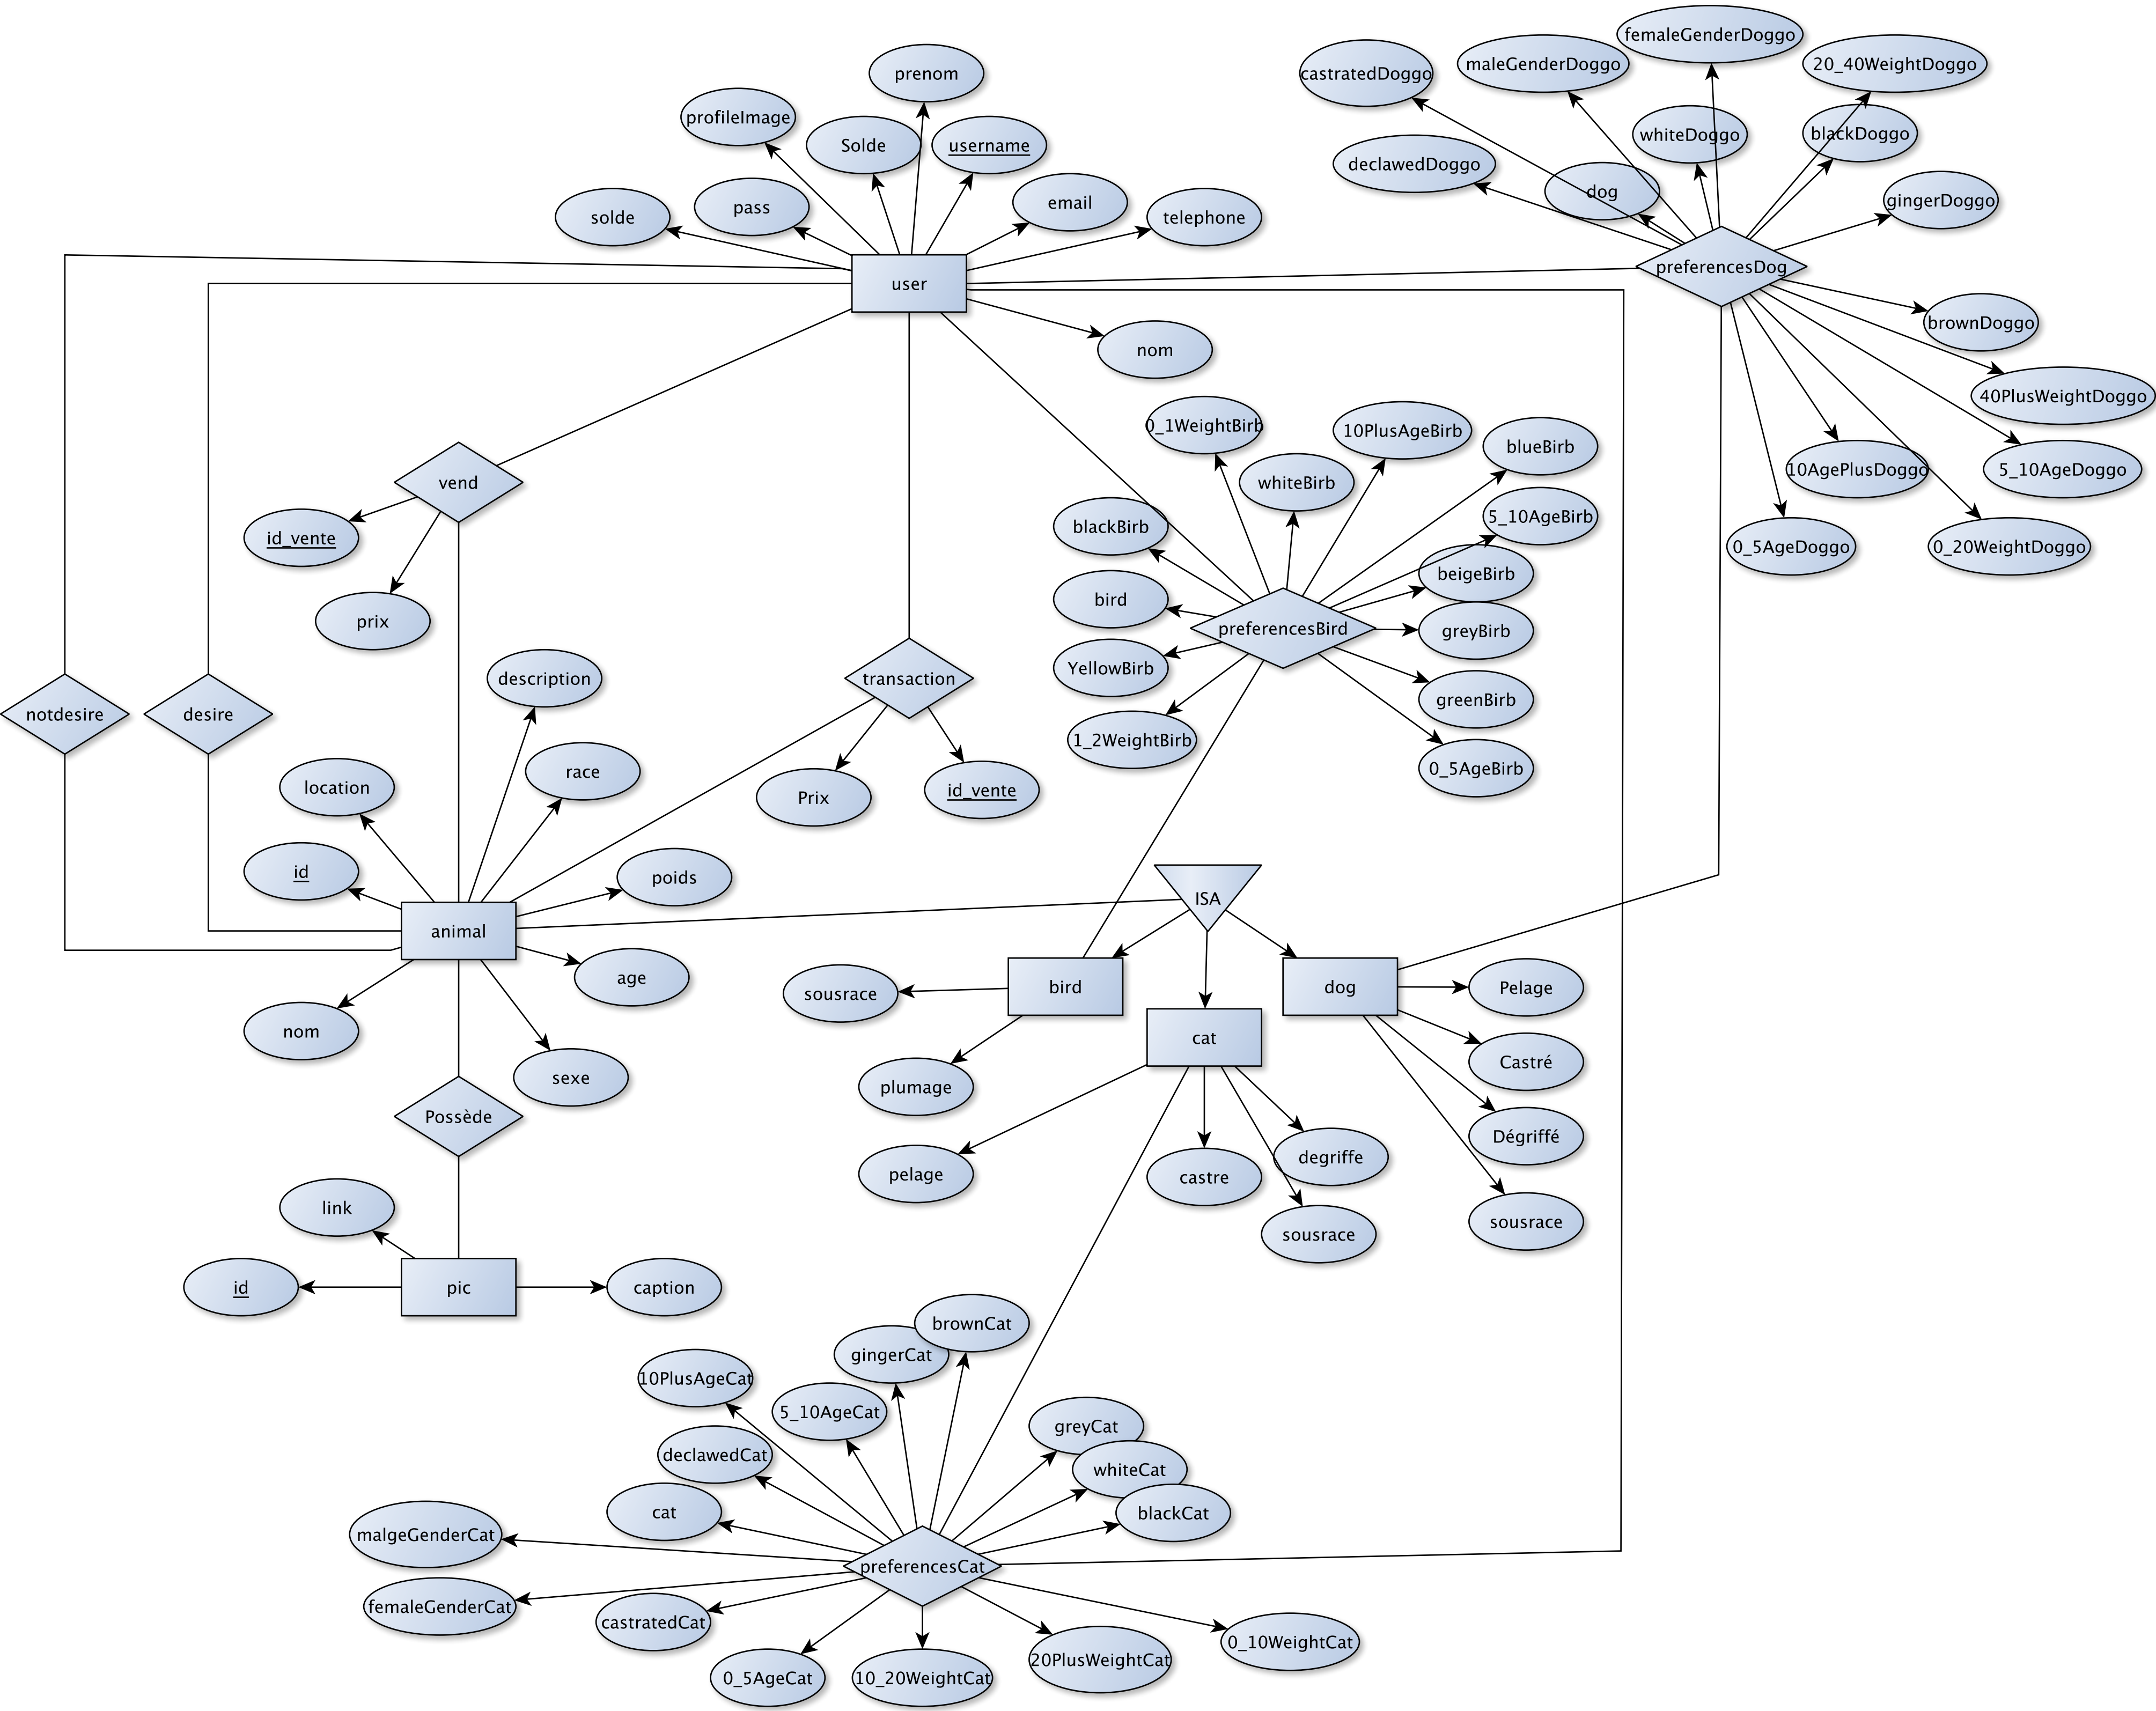 femaleGenderDoggo
castratedDoggo
maleGenderDoggo
20_40WeightDoggo
prenom
profileImage
Solde
username
whiteDoggo
blackDoggo
declawedDoggo
dog
gingerDoggo
solde
pass
email
telephone
user
preferencesDog
nom
brownDoggo
40PlusWeightDoggo
10AgePlusDoggo
5_10AgeDoggo
0_5AgeDoggo
0_20WeightDoggo
vend
id_vente
prix
0_1WeightBirb
10PlusAgeBirb
blueBirb
whiteBirb
blackBirb
5_10AgeBirb
beigeBirb
bird
preferencesBird
greyBirb
YellowBirb
greenBirb
1_2WeightBirb
0_5AgeBirb
notdesire
desire
description
transaction
location
race
Prix
id_vente
id
poids
ISA
animal
age
nom
sexe
sousrace
bird
dog
Pelage
cat
plumage
Castré
Possède
pelage
castre
degriffe
Dégriffé
sousrace
sousrace
link
id
pic
caption
brownCat
gingerCat
10PlusAgeCat
5_10AgeCat
greyCat
declawedCat
whiteCat
cat
blackCat
malgeGenderCat
preferencesCat
femaleGenderCat
castratedCat
0_5AgeCat
10_20WeightCat
20PlusWeightCat
0_10WeightCat